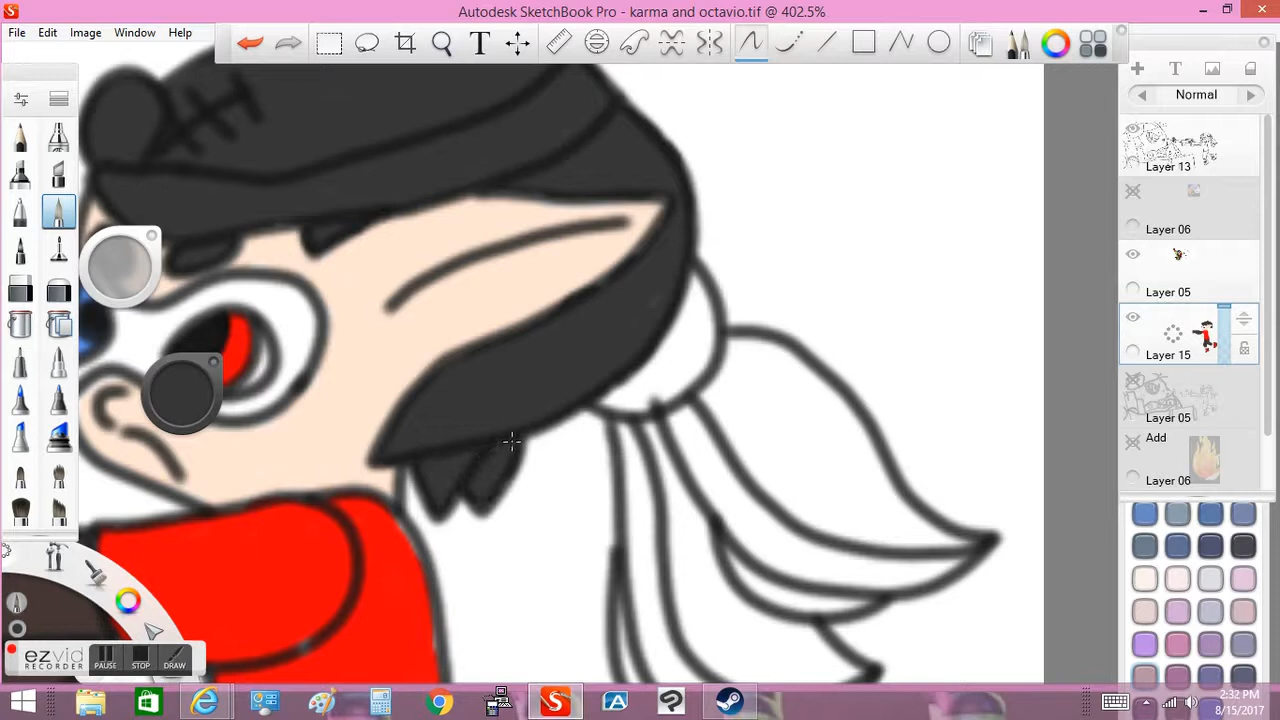 Autodesk SketchBook Pro - karma and octavio.tif @ 402.5%
File Edit Image Window Help
T
T
Normal
Layer 13
Layer 06
Layer 05
Layer 15
Layer 05
Add
Layer 06
ezvid
RECORDER
PAUSE STOP DRAW
2:32 PM
8/15/2017